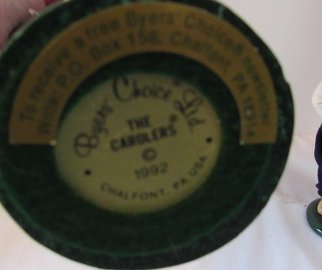 To receive a free Byers' Choice® newsletter
Write P.O. Box 158, Chalfont, PA 18914
Byers' Choice Ltd.
THE
CAROLERS®
©
1992
CHALFONT, PA USA